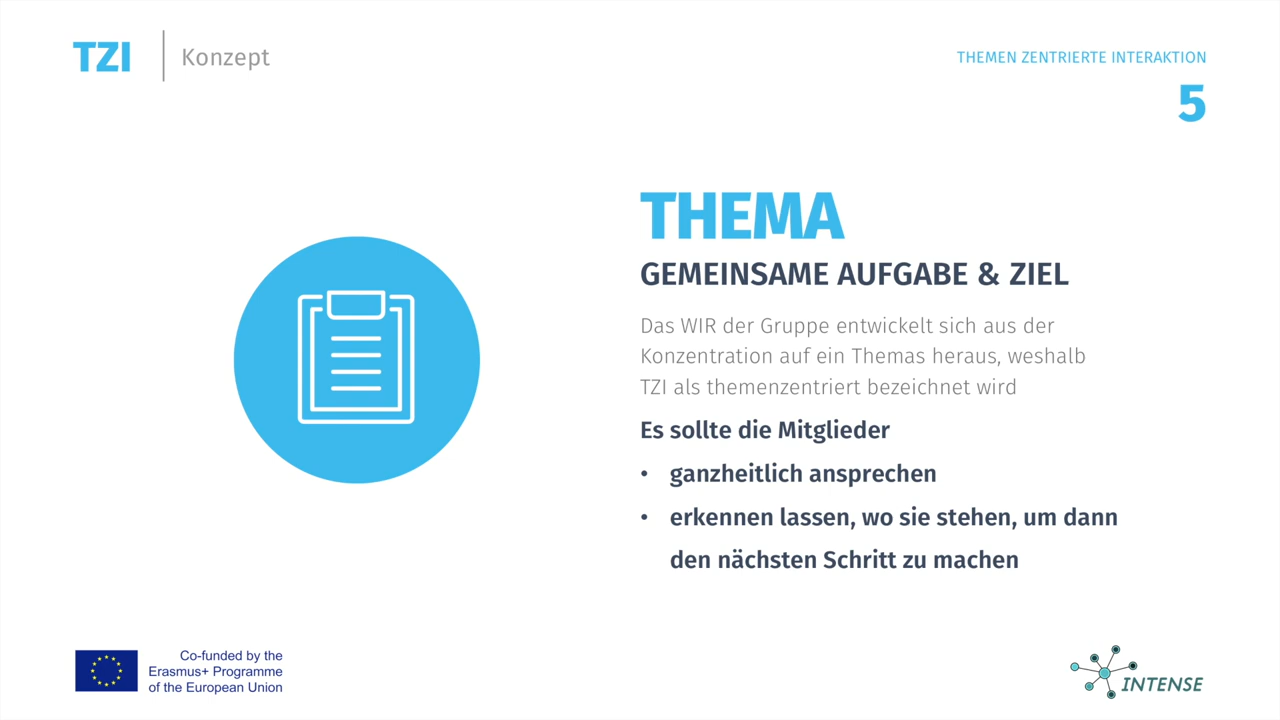 TZI
Konzept
THEMEN ZENTRIERTE INTERAKTION
5
THEMA
GEMEINSAME AUFGABE & ZIEL
Das WIR der Gruppe entwickelt sich aus der
Konzentration auf ein Themas heraus, weshalb
TZI als themenzentriert bezeichnet wird
Es sollte die Mitglieder
• ganzheitlich ansprechen
• erkennen lassen, wo sie stehen, um dann
den nächsten Schritt zu machen
Co-funded by the
Erasmus+ Programme
of the European Union
INTENSE